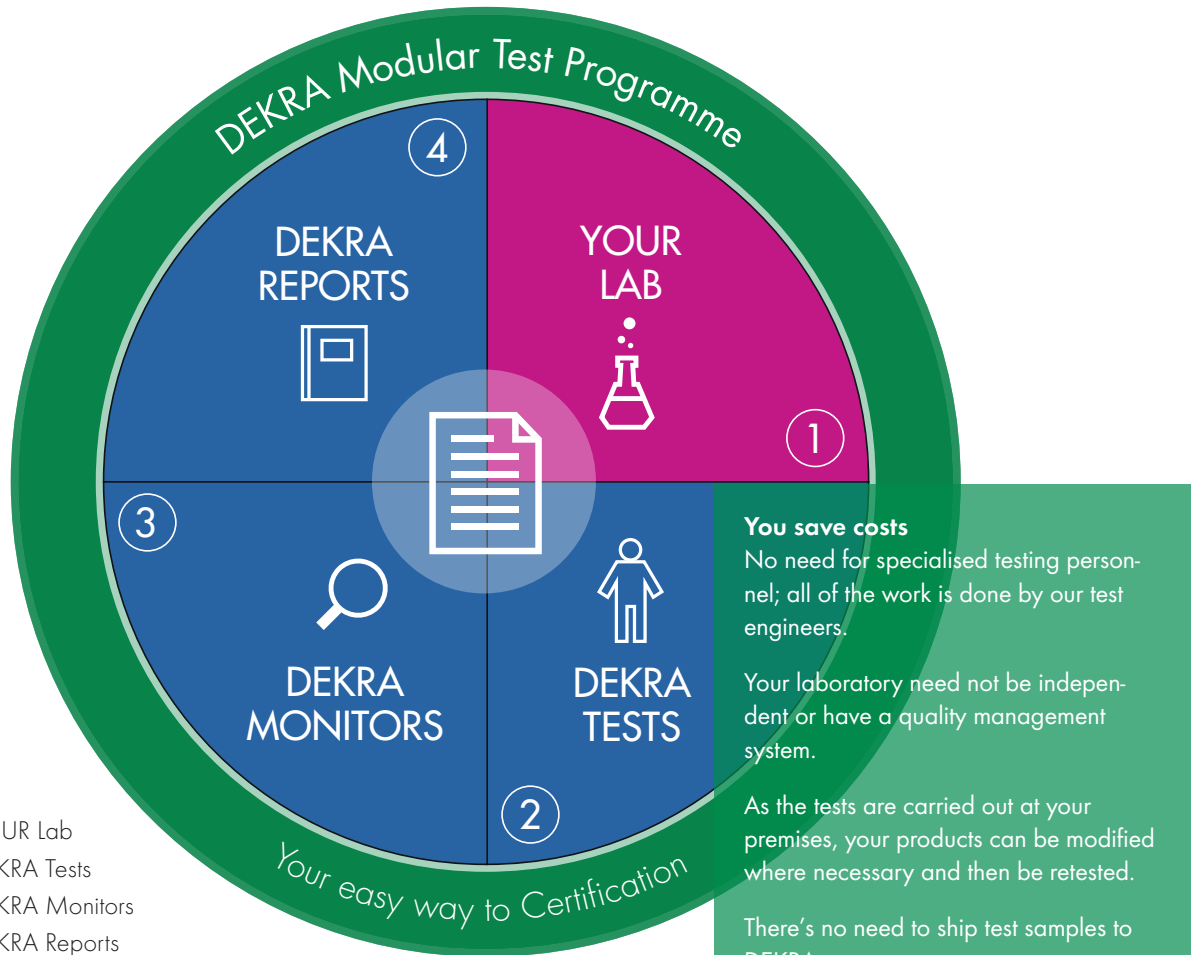 DEKRA Modular Test Programme
4
DEKRA
REPORTS
YOUR
LAB
1
3
DEKRA
MONITORS
DEKRA
TESTS
2
Your easy way to Certification
You save costs
No need for specialised testing person-
nel; all of the work is done by our test
engineers.
Your laboratory need not be indepen-
dent or have a quality management
system.
As the tests are carried out at your
premises, your products can be modified
where necessary and then be retested.
There's no need to ship test samples to
UR Lab
KRA Tests
KRA Monitors
KRA Reports